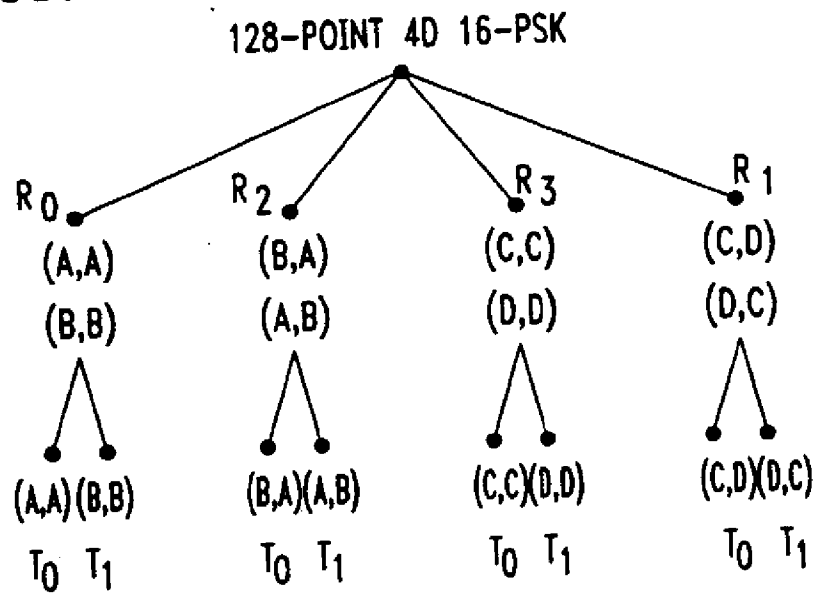 128-POINT 4D 16-PSK
R0 R2 R3 R1
(A,A) (B,A) (C,C) (C,D)
(B,B) (A,B) (D,D) (D,C)
(A,A)(B,B) (B,A)(A,B) (C,C)(D,D) (C,D)(D,C)
T0 T1 T0 T1 T0 T1 T0 T1